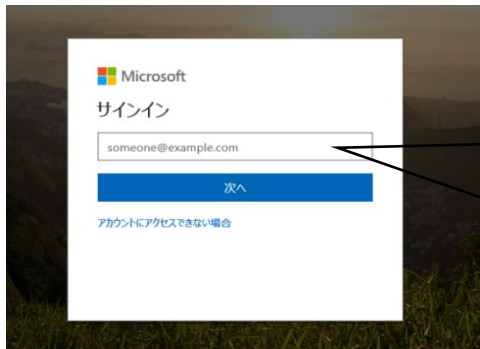 Microsoft
サインイン
someone@example.com
次へ
アカウントにアクセスできない場合